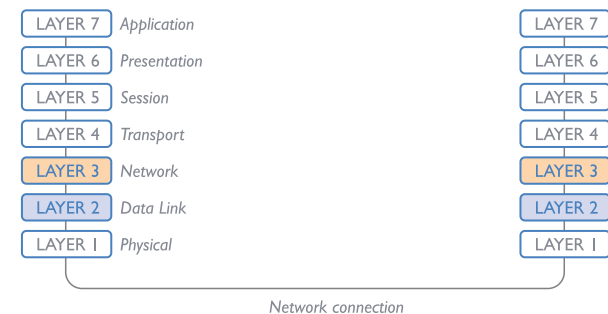 LAYER 7 Application LAYER 7
LAYER 6 Presentation LAYER 6
LAYER 5 Session LAYER 5
LAYER 4 Transport LAYER 4
LAYER 3 Network LAYER 3
LAYER 2 Data Link LAYER 2
LAYER 1 Physical LAYER 1
Network connection